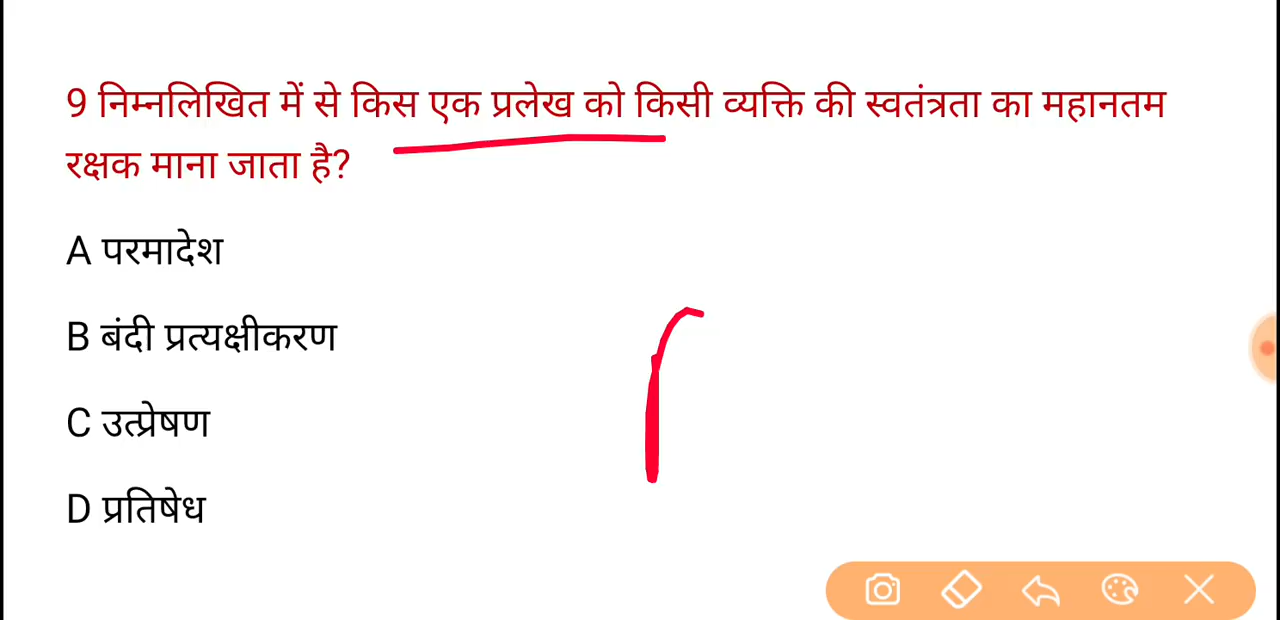 9 निम्नलिखित में से किस एक प्रलेख को किसी व्यक्ति की स्वतंत्रता का महानतम
रक्षक माना जाता है?
A परमादेश
B बंदी प्रत्यक्षीकरण
C उत्प्रेषण
D प्रतिषेध